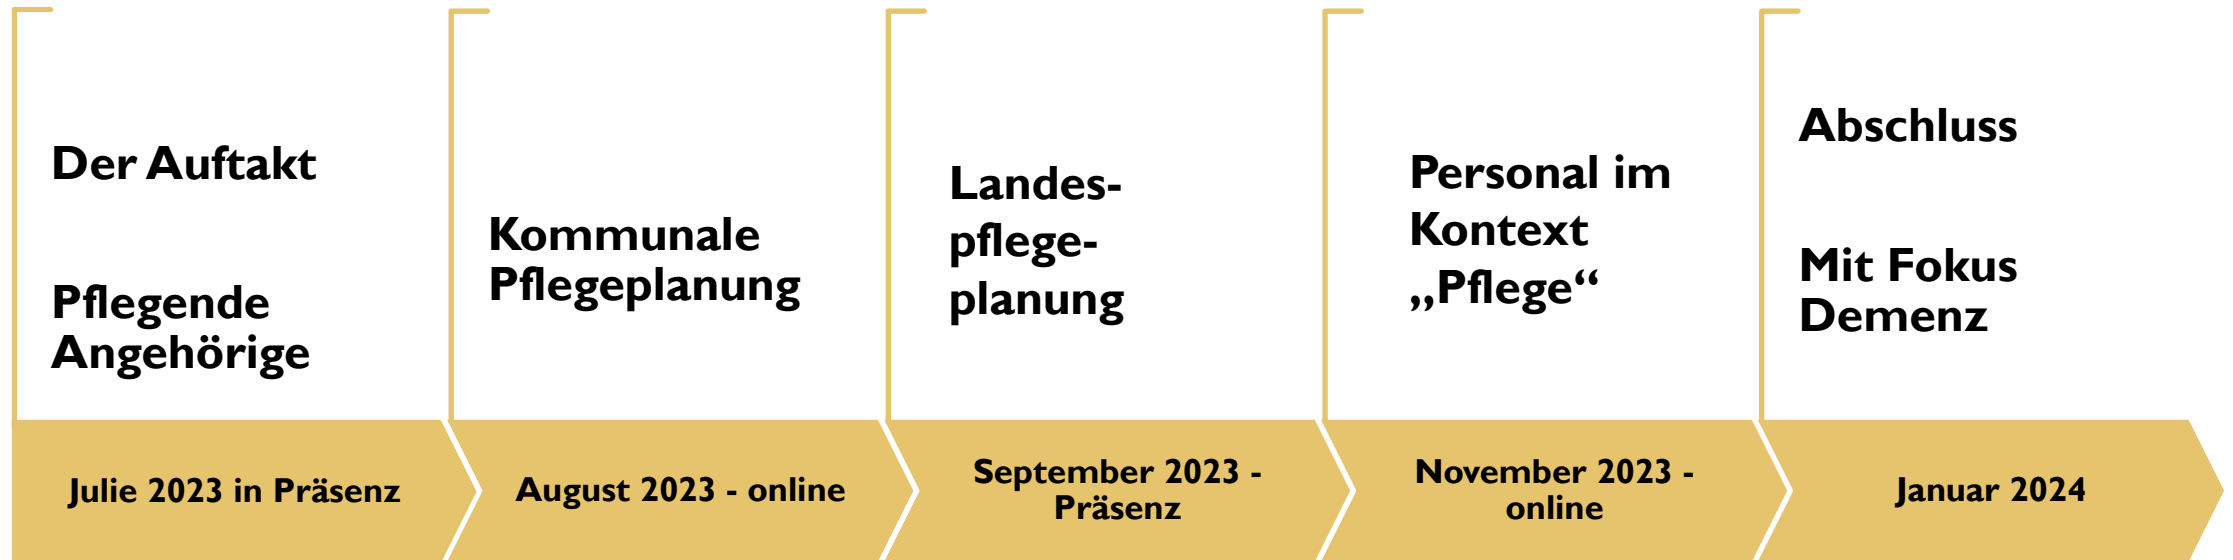 Der Auftakt
Pflegende
Angehörige
Julie 2023 in Präsenz
Kommunale
Pflegeplanung
August 2023 - online
Landes-
pflege-
planung
September 2023 -
Präsenz
Personal im
Kontext
„Pflege“
November 2023 -
online
Abschluss
Mit Fokus
Demenz
Januar 2024